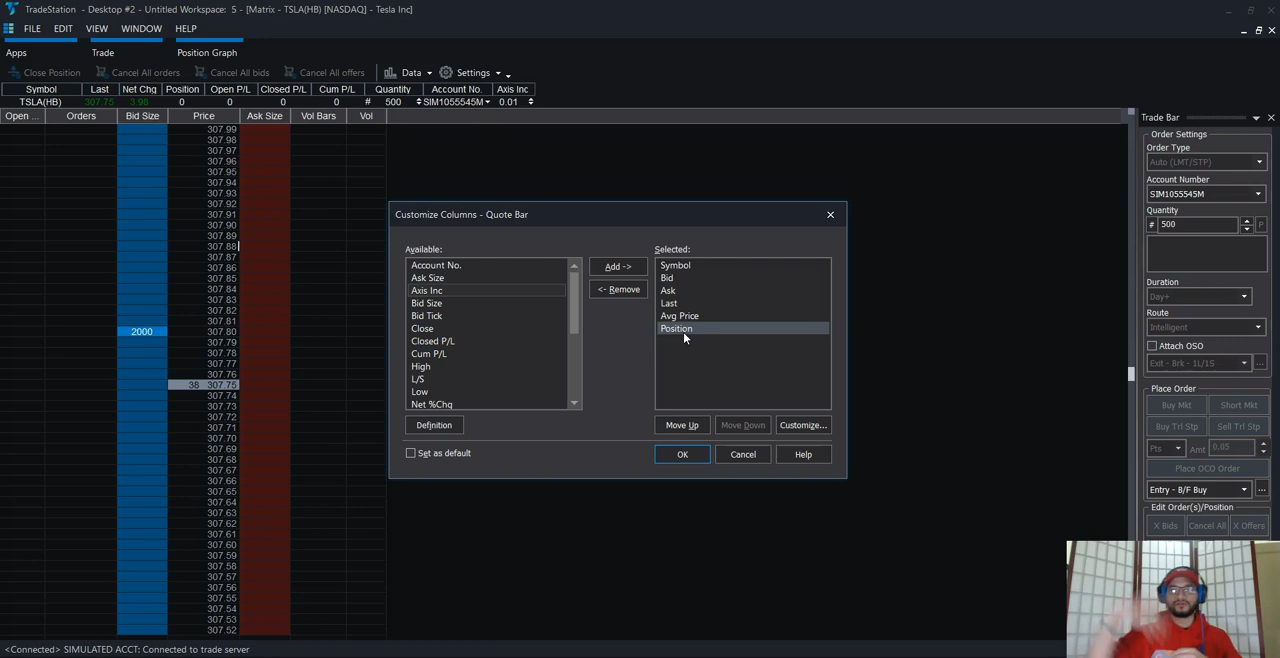 TradeStation - Desktop #2 - Untitled Workspace: 5 - [Matrix - TSLA(HB) [NASDAQ] - Tesla Inc]
FILE EDIT VIEW WINDOW HELP
Apps Trade Position Graph
Close Position Cancel All orders Cancel All bids Cancel All offers Data Settings
Symbol Last Net Chg Position Open P/L Closed P/L Cum P/L Quantity Account No. Axis Inc
TSLA(HB) 307.75 3.98 0 0 0 0 # 500 SIM1055545M 0.01
Open ... Orders Bid Size Price Ask Size Vol Bars Vol
307.99
307.98
307.97
307.96
307.95
307.94
307.93
307.92
307.91
307.90
307.89
307.88
307.87
307.86
307.85
307.84
307.83
307.82
307.81
2000 307.80
307.79
307.78
307.77
307.76
38 307.75
307.74
307.73
307.72
307.71
307.70
307.69
307.68
307.67
307.66
307.65
307.64
307.63
307.62
307.61
307.60
307.59
307.58
307.57
307.56
307.55
307.54
307.53
307.52
Customize Columns - Quote Bar
Available:
Account No.
Ask Size
Axis Inc
Bid Size
Bid Tick
Close
Closed P/L
Cum P/L
High
L/S
Low
Net %Chg
Add ->
<- Remove
Selected:
Symbol
Bid
Ask
Last
Avg Price
Position
Definition Move Up Move Down Customize...
Set as default OK Cancel Help
Trade Bar
Order Settings
Order Type
Auto (LMT/STP)
Account Number
SIM1055545M
Quantity
# 500 P
Duration
Day+
Route
Intelligent
Attach OSO
Exit - Brk - 1L/1S ...
Place Order
Buy Mkt Short Mkt
Buy Trl Stp Sell Trl Stp
Pts Amt 0.05
Place OCO Order
Entry - B/F Buy ...
Edit Order(s)/Position
X Bids Cancel All X Offers
<Connected> SIMULATED ACCT: Connected to trade server